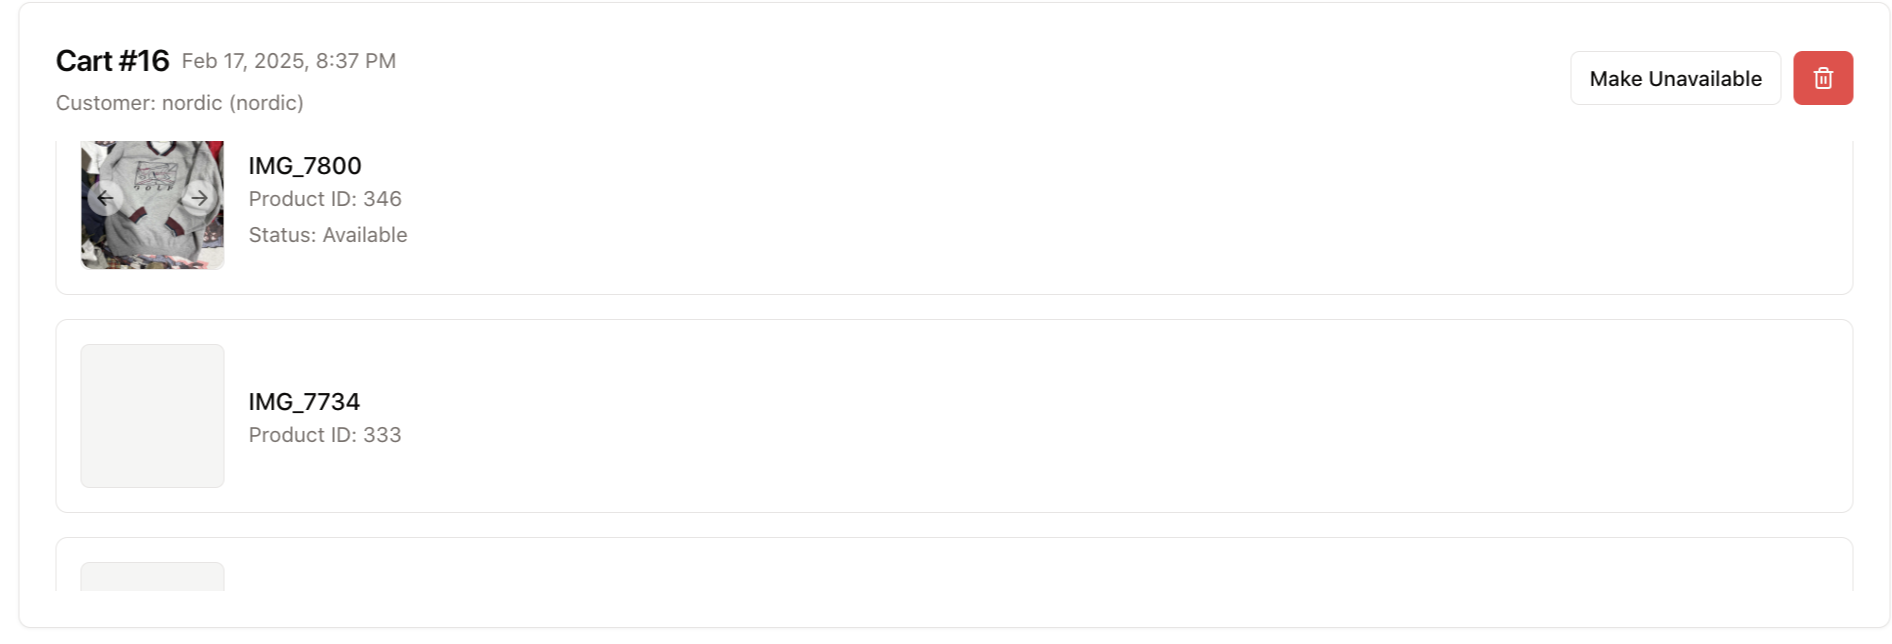 Cart #16 Feb 17, 2025, 8:37 PM
Customer: nordic (nordic)
Make Unavailable
IMG_7800
Product ID: 346
Status: Available
IMG_7734
Product ID: 333